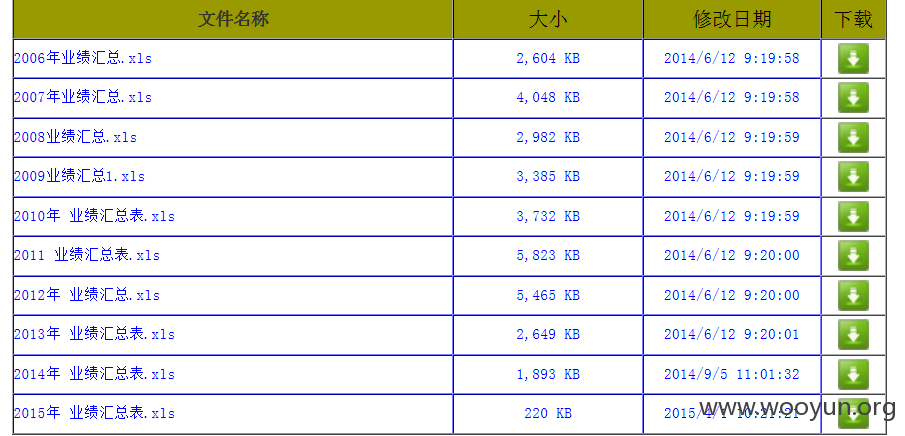 文件名称 大小 修改日期 下载
2006年业绩汇总.xls 2,604 KB 2014/6/12 9:19:58
2007年业绩汇总.xls 4,048 KB 2014/6/12 9:19:58
2008业绩汇总.xls 2,982 KB 2014/6/12 9:19:59
2009业绩汇总1.xls 3,385 KB 2014/6/12 9:19:59
2010年 业绩汇总表.xls 3,732 KB 2014/6/12 9:19:59
2011 业绩汇总表.xls 5,823 KB 2014/6/12 9:20:00
2012年 业绩汇总.xls 5,465 KB 2014/6/12 9:20:00
2013年 业绩汇总表.xls 2,649 KB 2014/6/12 9:20:01
2014年 业绩汇总表.xls 1,893 KB 2014/9/5 11:01:32
2015年 业绩汇总表.xls 220 KB 2015/4/1 10:21:21
www.wooyun.org